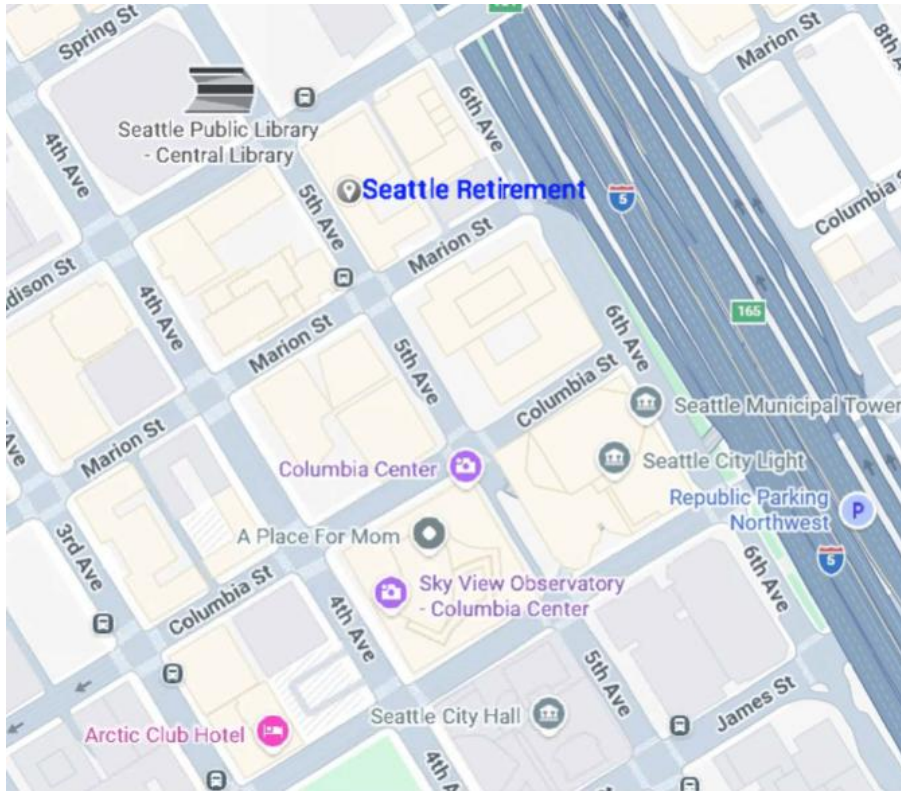 Spring St
Marion St
8th A
Seattle Public Library
- Central Library
6th Ave
4th Ave
Seattle Retirement
5
5th Ave
Marion St
Columbia S
dison St
4th Ave
165
Marion St
5th Ave
6th Ave
Columbia St
Seattle Municipal Tower
Marion St
Columbia Center
Seattle City Light
Republic Parking
Northwest
P
3rd Ave
A Place For Mom
5
Sky View Observatory
- Columbia Center
6th Ave
Columbia St
4th Ave
5th Ave
Seattle City Hall
James St
Arctic Club Hotel
4th Ave